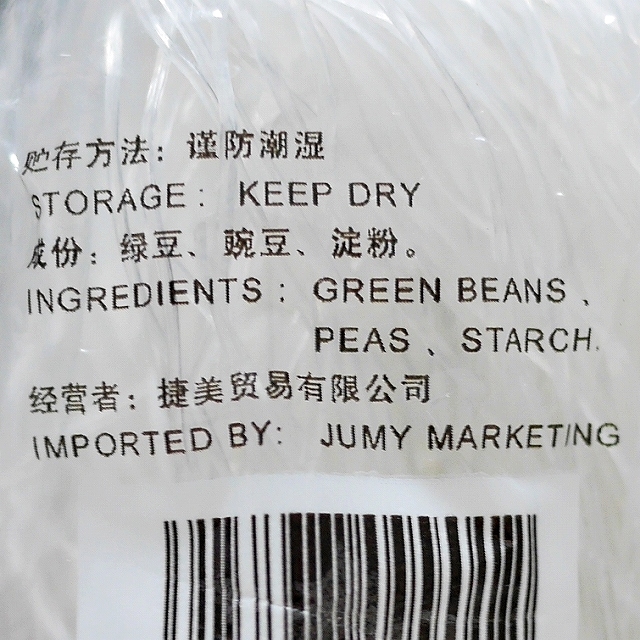 贮存方法：谨防潮湿
STORAGE： KEEP DRY
成份：绿豆、豌豆、淀粉。
INGREDIENTS： GREEN BEANS、
PEAS、STARCH.
经营者：捷美贸易有限公司
IMPORTED BY： JUMY MARKETING